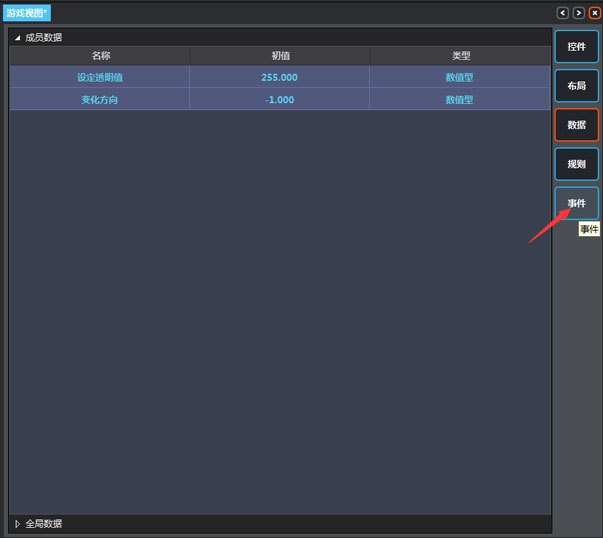 游戏视图*
成员数据
名称 初值 类型
设定透明值 255.000 数值型
变化方向 -1.000 数值型
全局数据
控件
布局
数据
规则
事件
事件